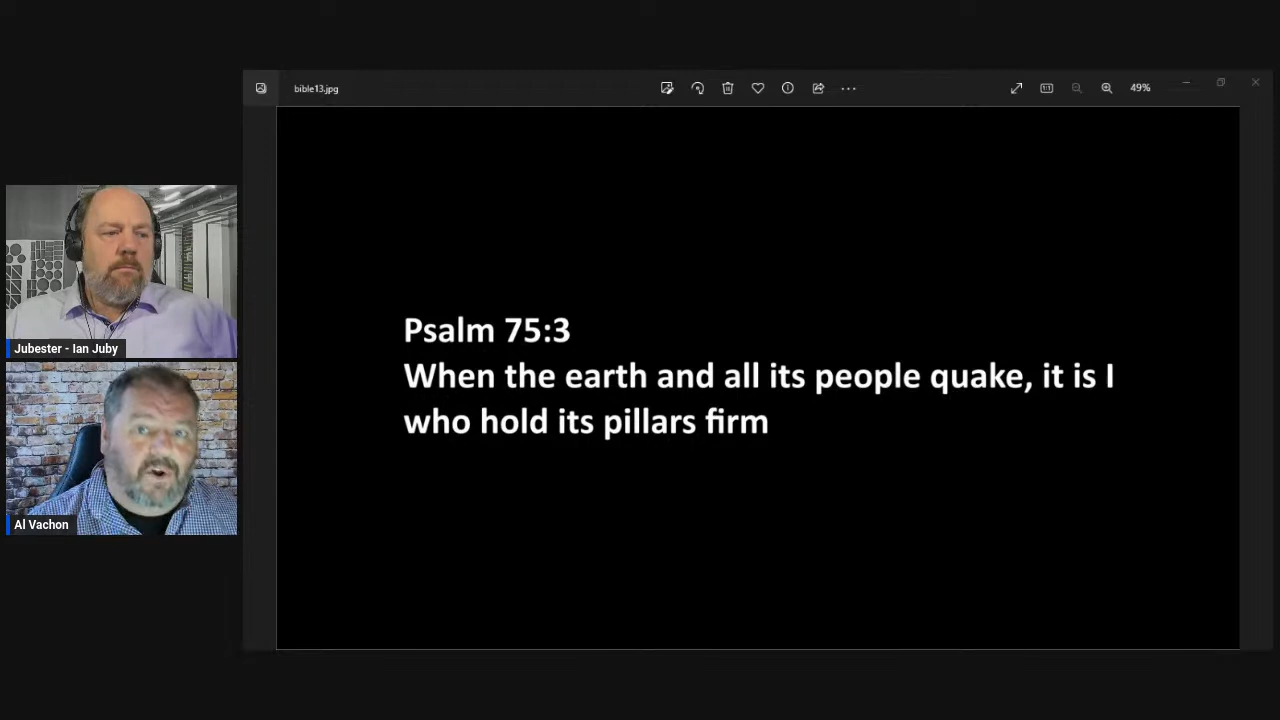 bible13.jpg
49%
Psalm 75:3
When the earth and all its people quake, it is I
who hold its pillars firm
Jubester - Ian Juby
Al Vachon